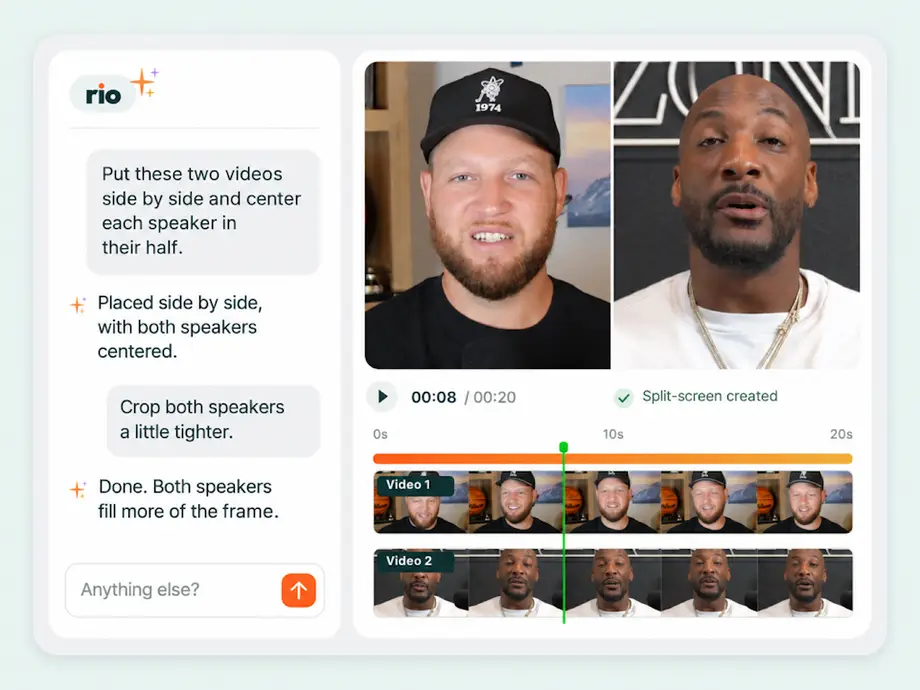 rio
Put these two videos
side by side and center
each speaker in
their half.
Placed side by side,
with both speakers
centered.
Crop both speakers
a little tighter.
Done. Both speakers
fill more of the frame.
Anything else?
1974
ZONE
00:08 / 00:20
Split-screen created
0s 10s 20s
Video 1
Video 2